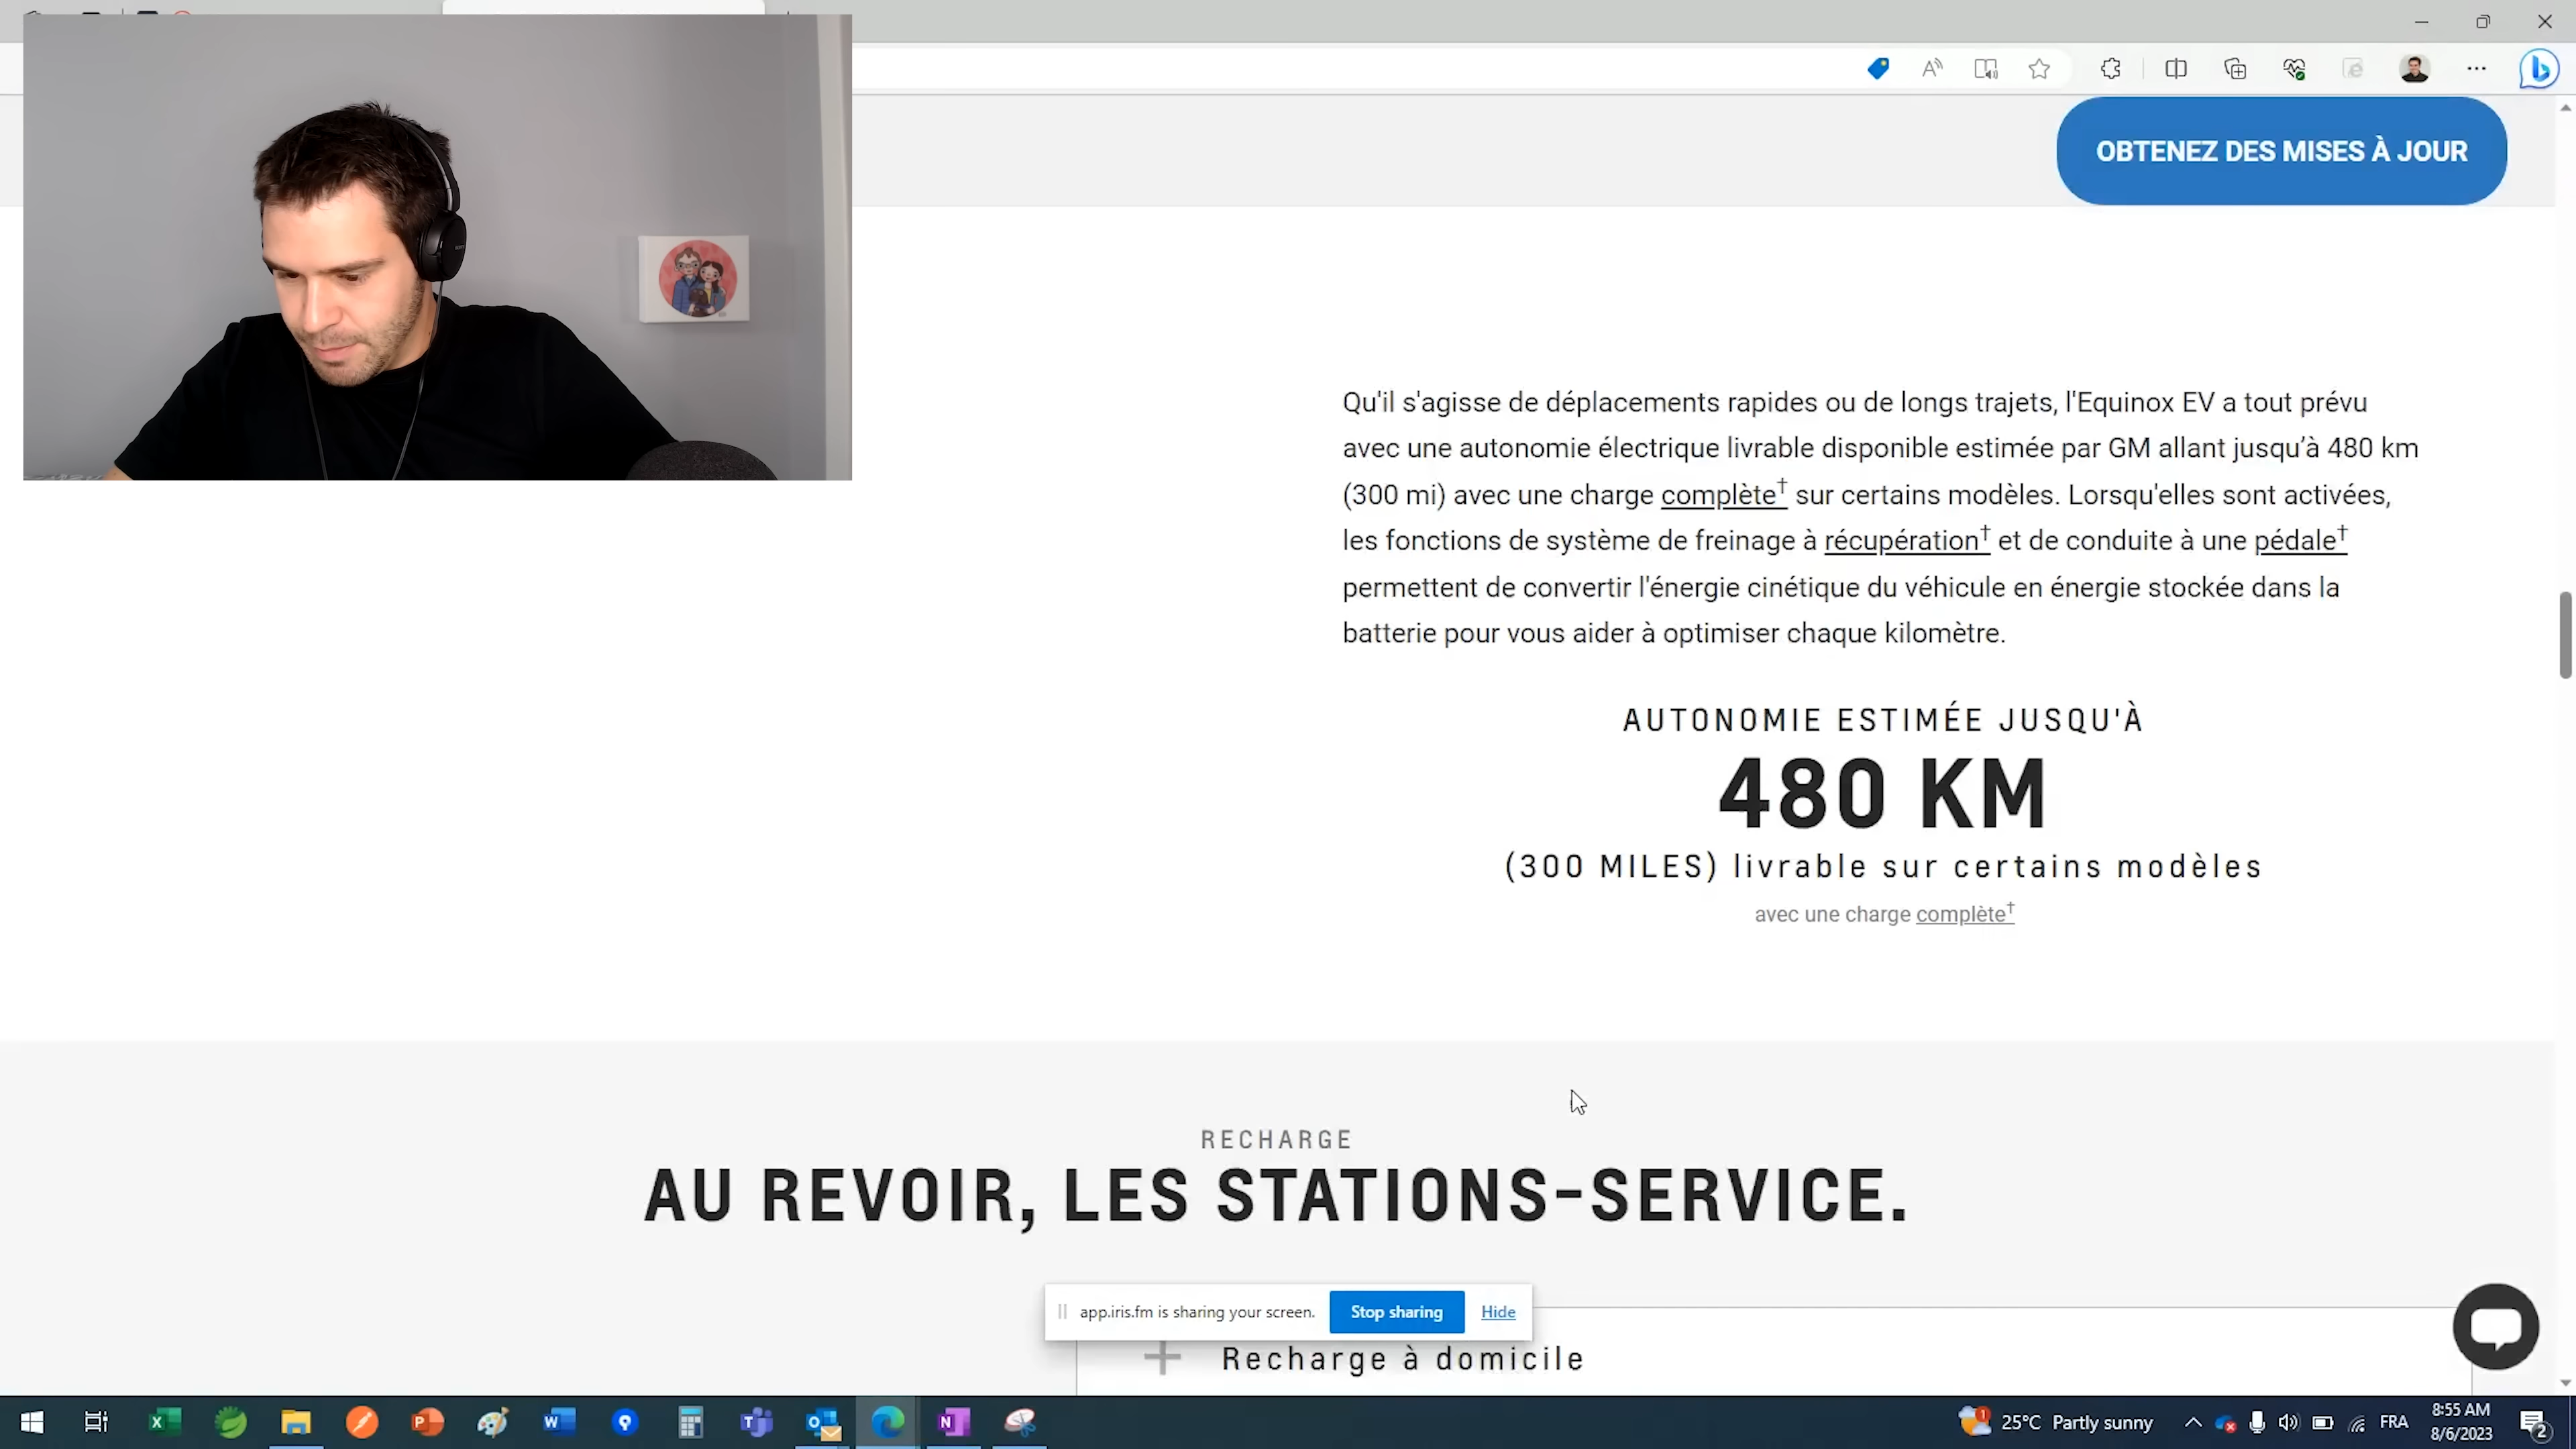 OBTENEZ DES MISES À JOUR
Qu'il s'agisse de déplacements rapides ou de longs trajets, l'Equinox EV a tout prévu
avec une autonomie électrique livrable disponible estimée par GM allant jusqu’à 480 km
(300 mi) avec une charge complète† sur certains modèles. Lorsqu'elles sont activées,
les fonctions de système de freinage à récupération† et de conduite à une pédale†
permettent de convertir l'énergie cinétique du véhicule en énergie stockée dans la
batterie pour vous aider à optimiser chaque kilomètre.
AUTONOMIE ESTIMÉE JUSQU'À
480 KM
(300 MILES) livrable sur certains modèles
avec une charge complète†
RECHARGE
AU REVOIR, LES STATIONS-SERVICE.
app.iris.fm is sharing your screen. Stop sharing Hide
Recharge à domicile
25°C Partly sunny
FRA
8:55 AM
8/6/2023
2